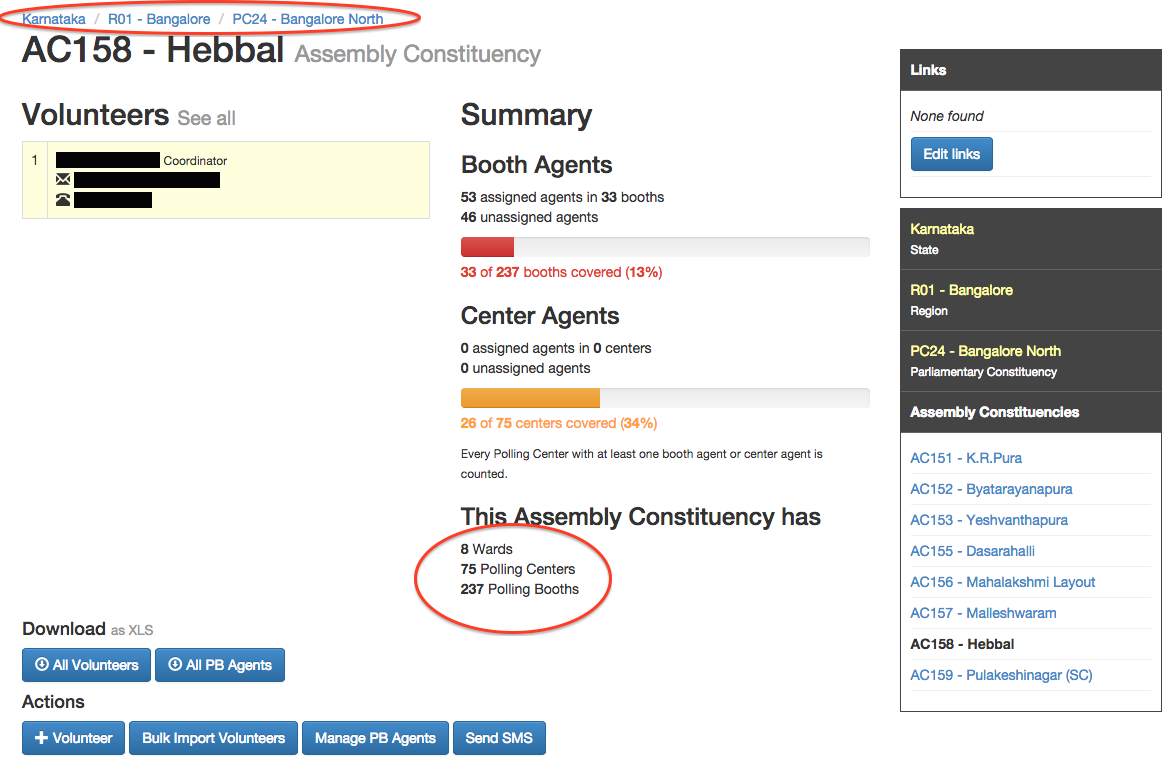 Karnataka / R01 - Bangalore / PC24 - Bangalore North
AC158 - Hebbal Assembly Constituency
Volunteers See all
1 Coordinator
Summary
Booth Agents
53 assigned agents in 33 booths
46 unassigned agents
33 of 237 booths covered (13%)
Center Agents
0 assigned agents in 0 centers
0 unassigned agents
26 of 75 centers covered (34%)
Every Polling Center with at least one booth agent or center agent is
counted.
This Assembly Constituency has
8 Wards
75 Polling Centers
237 Polling Booths
Download as XLS
All Volunteers All PB Agents
Actions
+ Volunteer Bulk Import Volunteers Manage PB Agents Send SMS
Links
None found
Edit links
Karnataka
State
R01 - Bangalore
Region
PC24 - Bangalore North
Parliamentary Constituency
Assembly Constituencies
AC151 - K.R.Pura
AC152 - Byatarayanapura
AC153 - Yeshvanthapura
AC155 - Dasarahalli
AC156 - Mahalakshmi Layout
AC157 - Malleshwaram
AC158 - Hebbal
AC159 - Pulakeshinagar (SC)